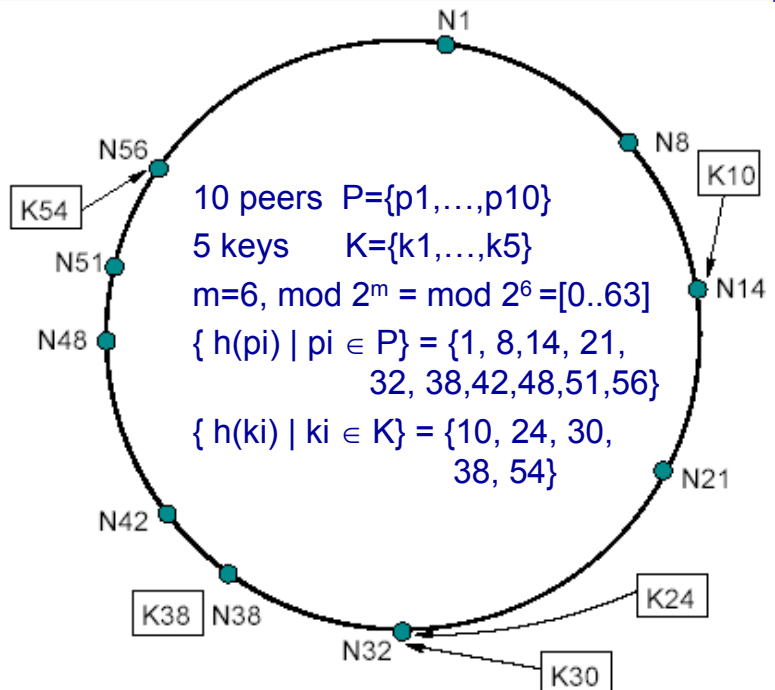 N1
N8
N56
K10
K54
10 peers P={p1,…,p10}
5 keys K={k1,…,k5}
N51
N14
m=6, mod 2ᵐ = mod 2⁶ =[0..63]
N48
{ h(pi) | pi ∈ P} = {1, 8,14, 21,
32, 38,42,48,51,56}
{ h(ki) | ki ∈ K} = {10, 24, 30,
38, 54}
N21
N42
K24
K38 N38
N32
K30